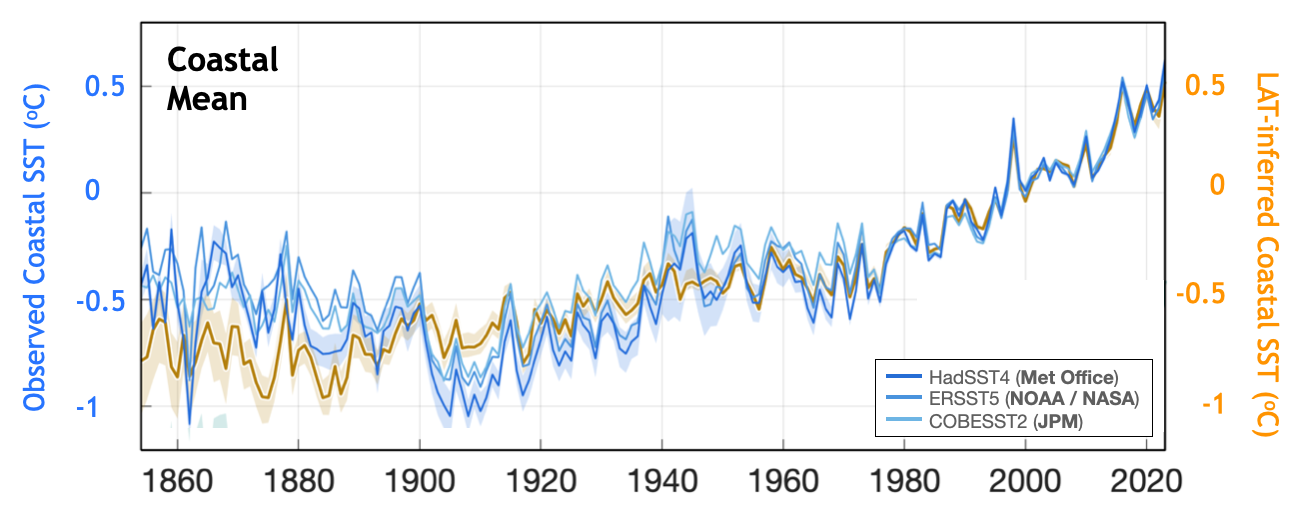 Coastal
Mean
Observed Coastal SST (ºC)
0.5
0
-0.5
-1
0.5
0
-0.5
-1
LAT-inferred Coastal SST (ºC)
HadSST4 (Met Office)
ERSST5 (NOAA / NASA)
COBESST2 (JPM)
1860 1880 1900 1920 1940 1960 1980 2000 2020